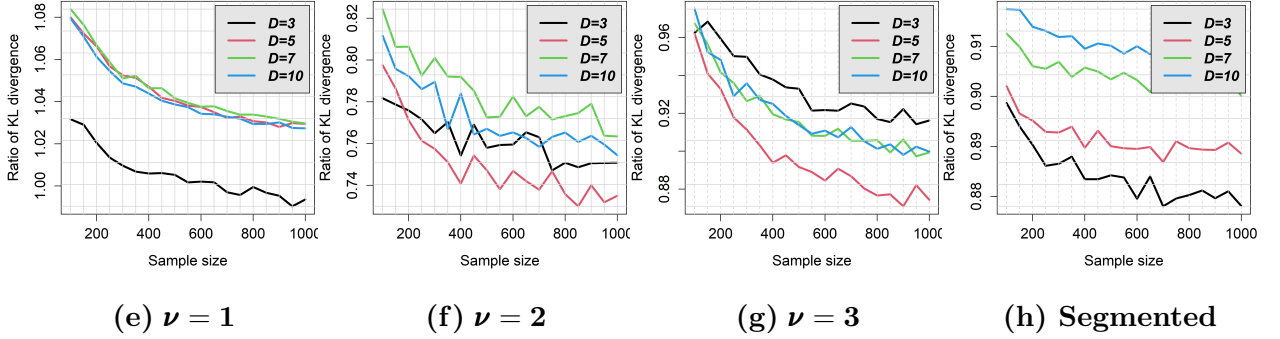 Ratio of KL divergence
1.00 1.02 1.04 1.06 1.08
D=3
D=5
D=7
D=10
200 400 600 800 1000
Sample size
(e) ν = 1
Ratio of KL divergence
0.74 0.76 0.78 0.80 0.82
D=3
D=5
D=7
D=10
200 400 600 800 1000
Sample size
(f) ν = 2
Ratio of KL divergence
0.88 0.92 0.96
D=3
D=5
D=7
D=10
200 400 600 800 1000
Sample size
(g) ν = 3
Ratio of KL divergence
0.88 0.89 0.90 0.91
D=3
D=5
D=7
D=10
200 400 600 800 1000
Sample size
(h) Segmented